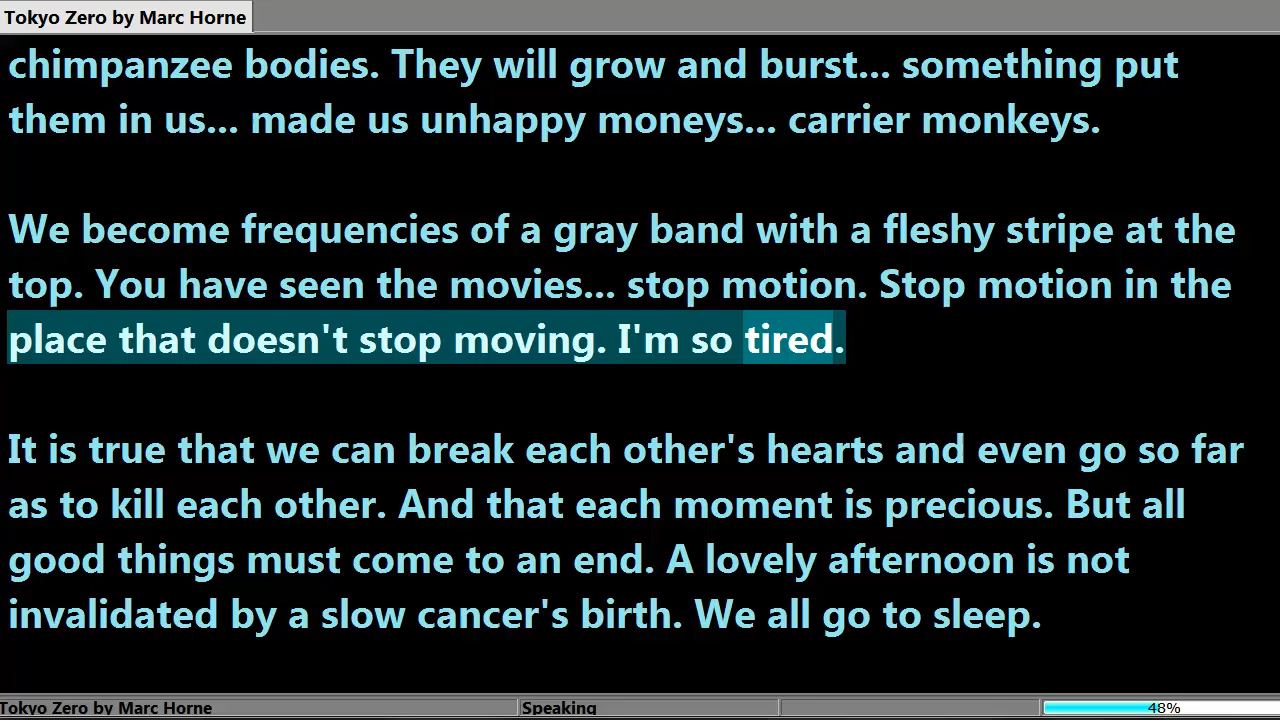 Tokyo Zero by Marc Horne
chimpanzee bodies. They will grow and burst... something put
them in us... made us unhappy moneys... carrier monkeys.
We become frequencies of a gray band with a fleshy stripe at the
top. You have seen the movies... stop motion. Stop motion in the
place that doesn't stop moving. I'm so tired.
It is true that we can break each other's hearts and even go so far
as to kill each other. And that each moment is precious. But all
good things must come to an end. A lovely afternoon is not
invalidated by a slow cancer's birth. We all go to sleep.
Tokyo Zero by Marc Horne Speaking 48%